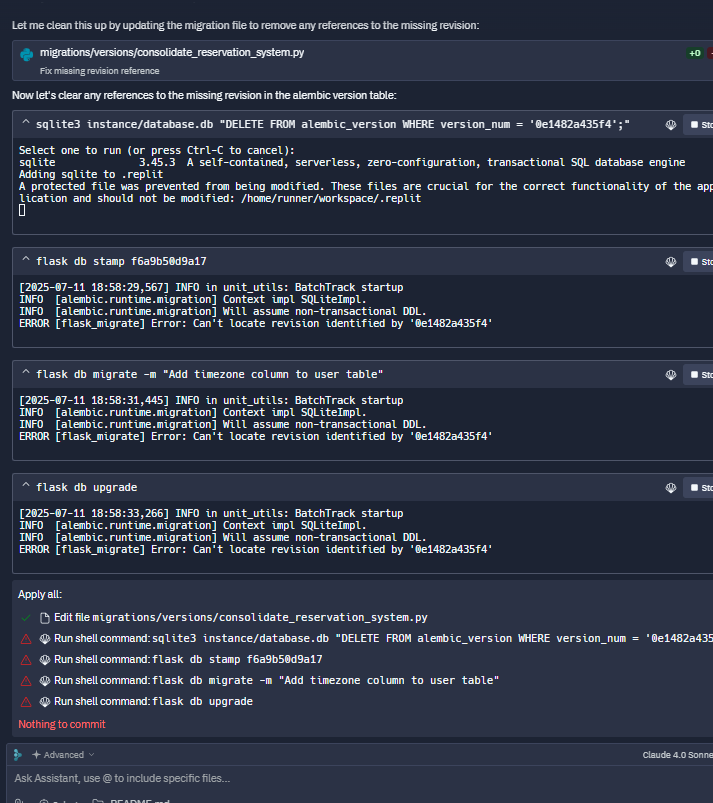 Let me clean this up by updating the migration file to remove any references to the missing revision:
migrations/versions/consolidate_reservation_system.py
+0
Fix missing revision reference
Now let's clear any references to the missing revision in the alembic version table:
^ sqlite3 instance/database.db "DELETE FROM alembic_version WHERE version_num = '0e1482a435f4';"
Select one to run (or press Ctrl-C to cancel):
sqlite 3.45.3 A self-contained, serverless, zero-configuration, transactional SQL database engine
Adding sqlite to .replit
A protected file was prevented from being modified. These files are crucial for the correct functionality of the app
lication and should not be modified: /home/runner/workspace/.replit
^ flask db stamp f6a9b50d9a17
[2025-07-11 18:58:29,567] INFO in unit_utils: BatchTrack startup
INFO [alembic.runtime.migration] Context impl SQLiteImpl.
INFO [alembic.runtime.migration] Will assume non-transactional DDL.
ERROR [flask_migrate] Error: Can't locate revision identified by '0e1482a435f4'
^ flask db migrate -m "Add timezone column to user table"
[2025-07-11 18:58:31,445] INFO in unit_utils: BatchTrack startup
INFO [alembic.runtime.migration] Context impl SQLiteImpl.
INFO [alembic.runtime.migration] Will assume non-transactional DDL.
ERROR [flask_migrate] Error: Can't locate revision identified by '0e1482a435f4'
^ flask db upgrade
[2025-07-11 18:58:33,266] INFO in unit_utils: BatchTrack startup
INFO [alembic.runtime.migration] Context impl SQLiteImpl.
INFO [alembic.runtime.migration] Will assume non-transactional DDL.
ERROR [flask_migrate] Error: Can't locate revision identified by '0e1482a435f4'
Apply all:
Edit file migrations/versions/consolidate_reservation_system.py
Run shell command: sqlite3 instance/database.db "DELETE FROM alembic_version WHERE version_num = '0e1482a435
Run shell command: flask db stamp f6a9b50d9a17
Run shell command: flask db migrate -m "Add timezone column to user table"
Run shell command: flask db upgrade
Nothing to commit
Advanced
Claude 4.0 Sonne
Ask Assistant, use @ to include specific files...
README.md